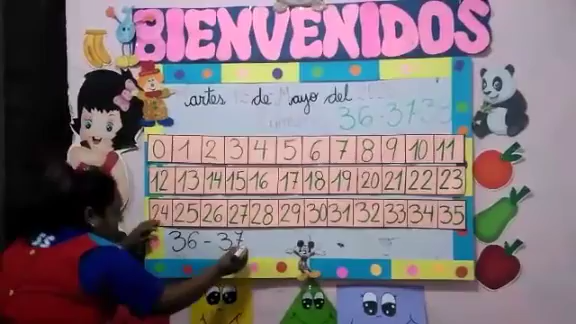 BIENVENIDOS
artes de Mayo del
36-373
0 1 2 3 4 5 6 7 8 9 10 11
12 13 14 15 16 17 18 19 20 21 22 23
24 25 26 27 28 29 30 31 32 33 34 35
36-37